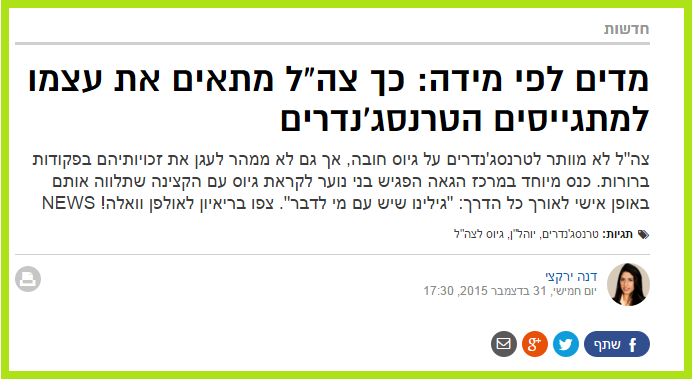 חדשות
מדים לפי מידה: כך צה"ל מתאים את עצמו
למתגייסים הטרנסג'נדרים
צה"ל לא מוותר לטרנסג'נדרים על גיוס חובה, אך גם לא ממהר לעגן את זכויותיהם בפקודות
ברורות. כנס מיוחד במרכז הגאה הפגיש בני נוער לקראת גיוס עם הקצינה שתלווה אותם
באופן אישי לאורך כל הדרך: "גילינו שיש עם מי לדבר". צפו בריאיון לאולפן וואלה! NEWS
תגיות: טרנסג'נדרים, יוהל"ן, גיוס לצה"ל
דנה ירקצי
יום חמישי, 31 בדצמבר 2015, 17:30
שתף f
g+